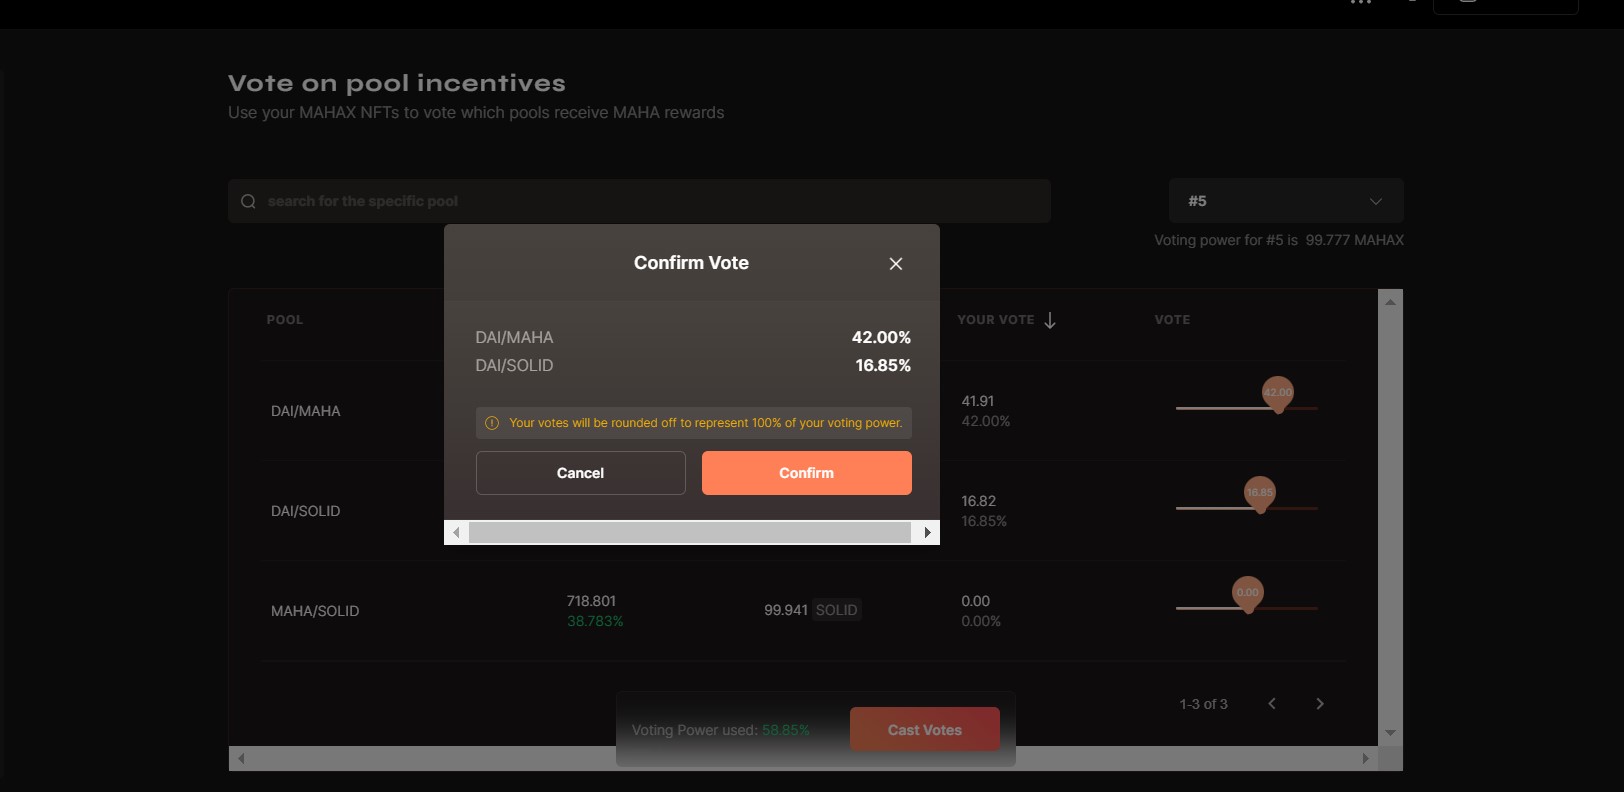 Vote on pool incentives
Use your MAHAX NFTs to vote which pools receive MAHA rewards
search for the specific pool
#5
Voting power for #5 is 99.777 MAHAX
Confirm Vote
DAI/MAHA 42.00%
DAI/SOLID 16.85%
Your votes will be rounded off to represent 100% of your voting power.
Cancel
Confirm
POOL
YOUR VOTE
VOTE
DAI/MAHA
41.91
42.00%
42.00
DAI/SOLID
16.82
16.85%
16.85
MAHA/SOLID
718.801
38.783%
99.941 SOLID
0.00
0.00%
0.00
1-3 of 3
Voting Power used: 58.85%
Cast Votes